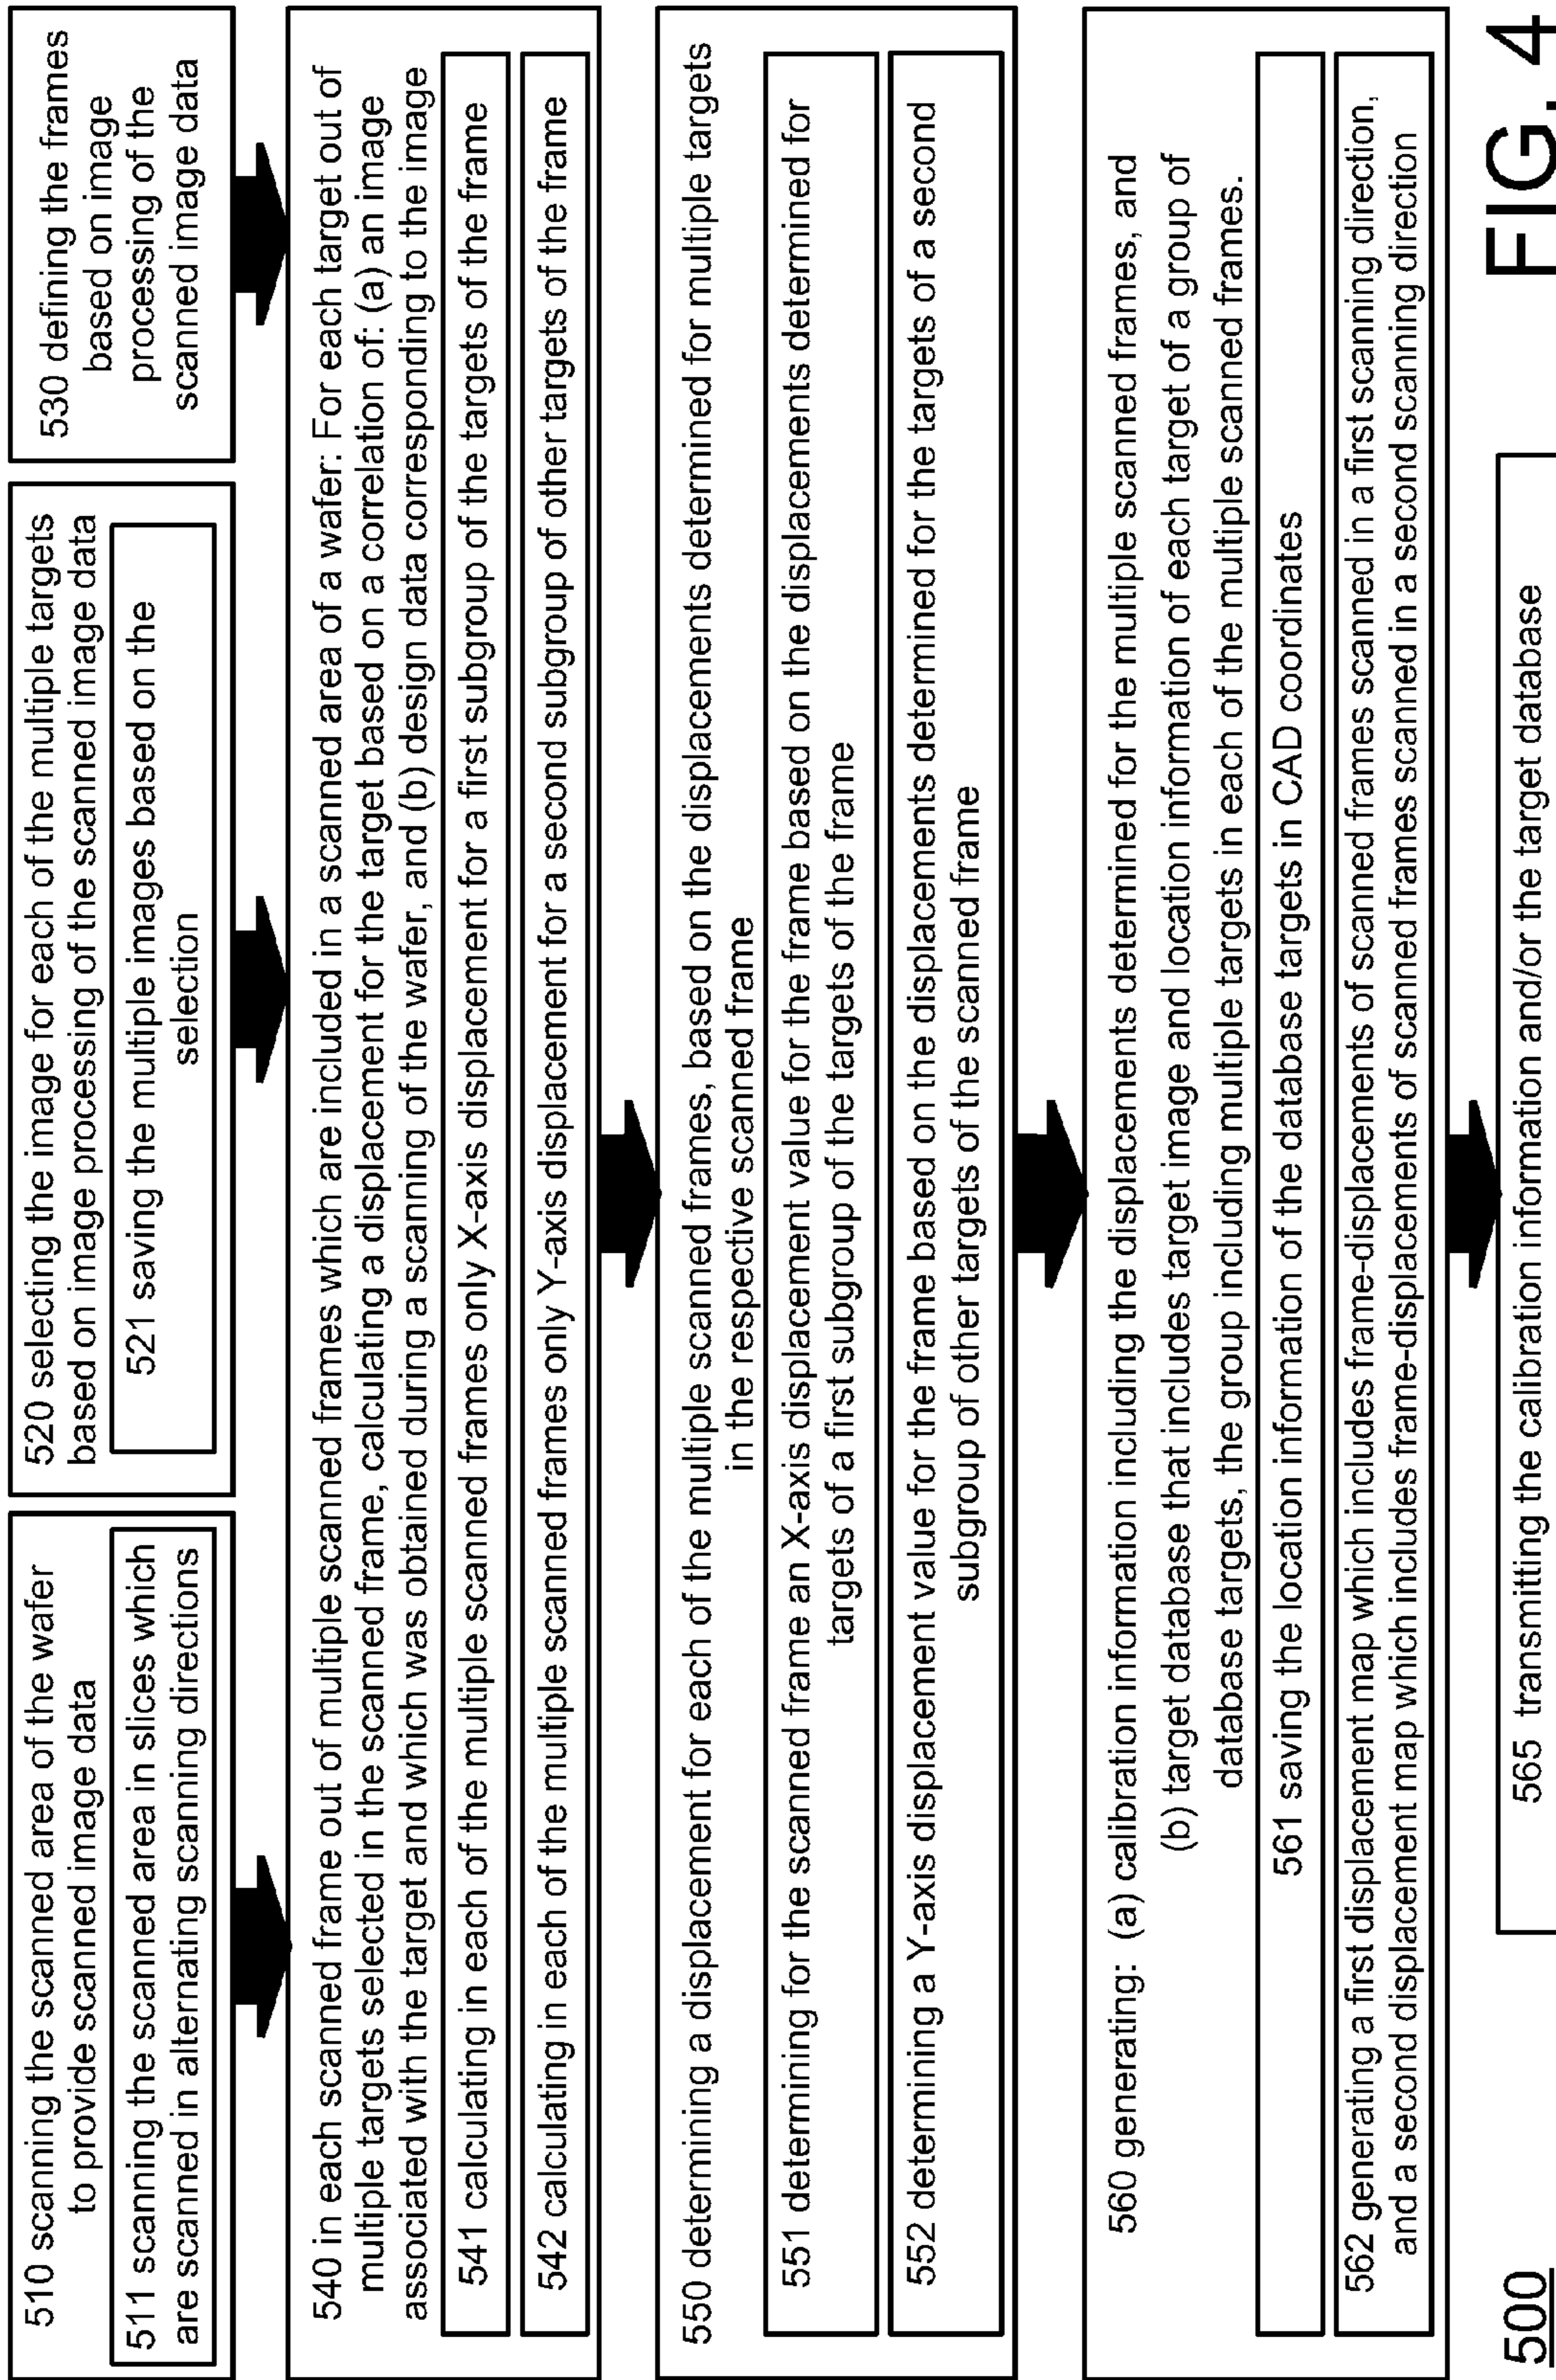 510 scanning the scanned area of the wafer
to provide scanned image data
511 scanning the scanned area in slices which
are scanned in alternating scanning directions
520 selecting the image for each of the multiple targets
based on image processing of the scanned image data
521 saving the multiple images based on the
selection
530 defining the frames
based on image
processing of the
scanned image data
540 in each scanned frame out of multiple scanned frames which are included in a scanned area of a wafer: For each target out of
multiple targets selected in the scanned frame, calculating a displacement for the target based on a correlation of: (a) an image
associated with the target and which was obtained during a scanning of the wafer, and (b) design data corresponding to the image
541 calculating in each of the multiple scanned frames only X-axis displacement for a first subgroup of the targets of the frame
542 calculating in each of the multiple scanned frames only Y-axis displacement for a second subgroup of other targets of the frame
550 determining a displacement for each of the multiple scanned frames, based on the displacements determined for multiple targets
in the respective scanned frame
551 determining for the scanned frame an X-axis displacement value for the frame based on the displacements determined for
targets of a first subgroup of the targets of the frame
552 determining a Y-axis displacement value for the frame based on the displacements determined for the targets of a second
subgroup of other targets of the scanned frame
560 generating: (a) calibration information including the displacements determined for the multiple scanned frames, and
(b) target database that includes target image and location information of each target of a group of
database targets, the group including multiple targets in each of the multiple scanned frames.
561 saving the location information of the database targets in CAD coordinates
562 generating a first displacement map which includes frame-displacements of scanned frames scanned in a first scanning direction,
and a second displacement map which includes frame-displacements of scanned frames scanned in a second scanning direction
565 transmitting the calibration information and/or the target database
500
FIG. 4